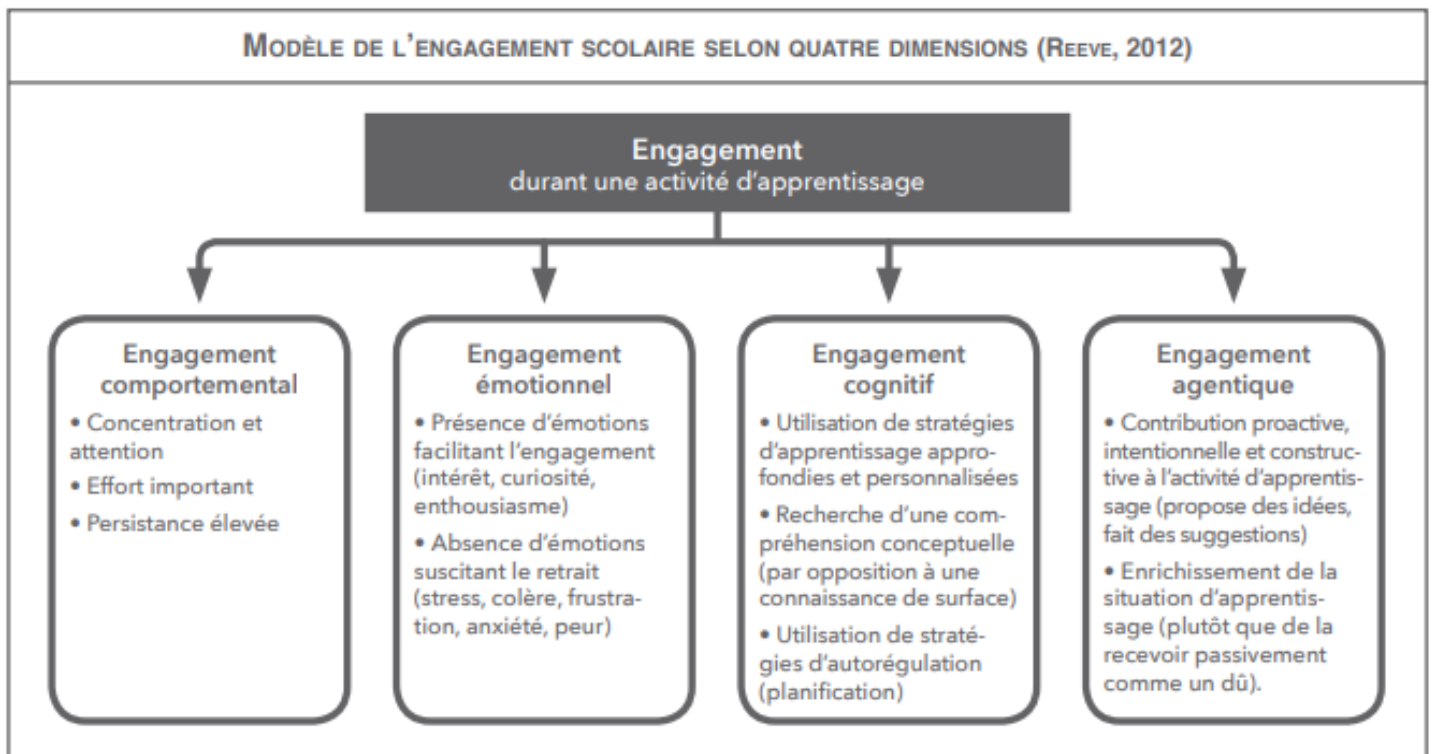 MODÈLE DE L'ENGAGEMENT SCOLAIRE SELON QUATRE DIMENSIONS (REEVE, 2012)
Engagement
durant une activité d'apprentissage
Engagement
comportemental
• Concentration et
attention
• Effort important
• Persistance élevée
Engagement
émotionnel
• Présence d'émotions
facilitant l'engagement
(intérêt, curiosité,
enthousiasme)
• Absence d'émotions
suscitant le retrait
(stress, colère, frustra-
tion, anxiété, peur)
Engagement
cognitif
• Utilisation de stratégies
d'apprentissage appro-
fondies et personnalisées
• Recherche d'une com-
préhension conceptuelle
(par opposition à une
connaissance de surface)
• Utilisation de straté-
gies d'autorégulation
(planification)
Engagement
agentique
• Contribution proactive,
intentionnelle et construc-
tive à l'activité d'apprentis-
sage (propose des idées,
fait des suggestions)
• Enrichissement de la
situation d'apprentis-
sage (plutôt que de la
recevoir passivement
comme un dû).